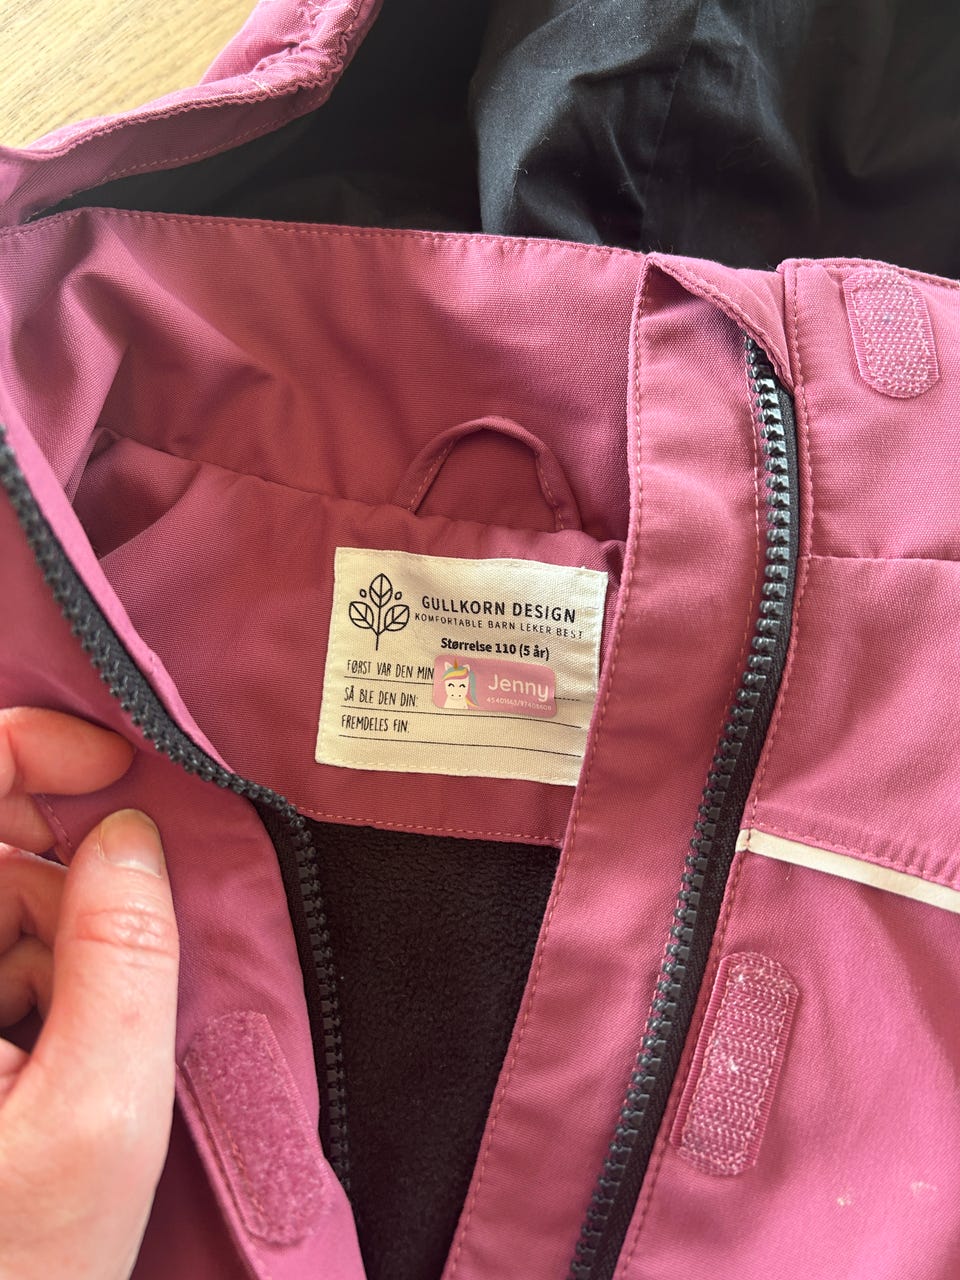 GULLKORN DESIGN
KOMFORTABLE BARN LEKER BEST
Størrelse 110 (5 år)
FØRST VAR DEN MIN
Jenny
SÅ BLE DEN DIN:
FREMDELES FIN: